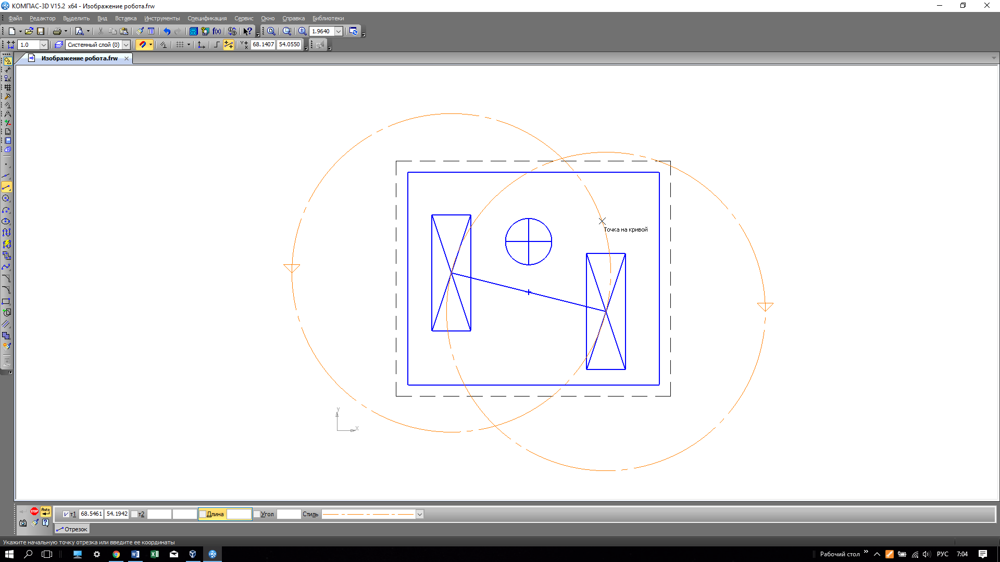 КОМПАС-3D V15.2 x64 - Изображение робота.frw
Файл Редактор Выделить Вид Вставка Инструменты Спецификация Сервис Окно Справка Библиотеки
f(x) 1.9640
1.0 Системный слой (0) 68.1407 54.0550
Изображение робота.frw
Точка на кривой
Y
X
STOP Auto
т1 68.5461 54.1942 т2 Длина Угол Стиль
Отрезок
Укажите начальную точку отрезка или введите ее координаты
Рабочий стол РУС 7:04